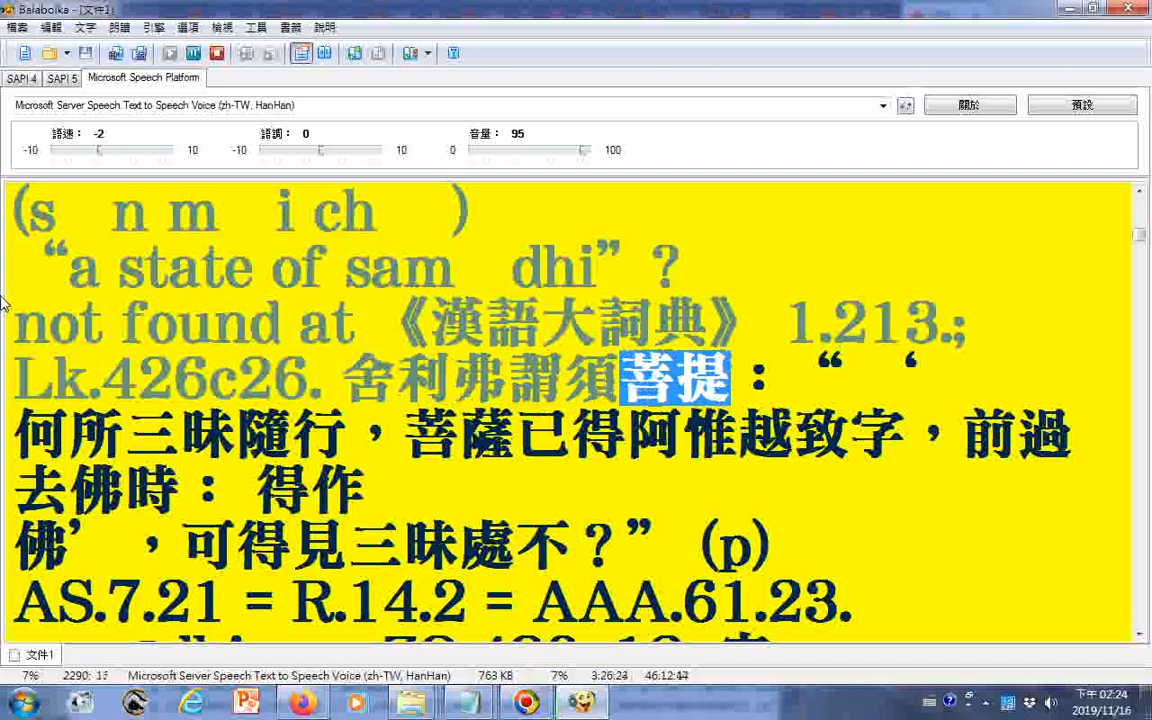 Balabolka - [文件1]
檔案 編輯 文字 朗讀 引擎 選項 檢視 工具 書籤 說明
SAPI 4 SAPI 5 Microsoft Speech Platform
Microsoft Server Speech Text to Speech Voice (zh-TW, HanHan) 關於 預設
語速： -2 語調： 0 音量： 95
-10 10 -10 10 0 100
(s n m i ch )
“a state of sam dhi” ?
not found at 《漢語大詞典》 1.213.;
Lk.426c26. 舍利弗謂須菩提：“ ‘
何所三昧隨行，菩薩已得阿惟越致字，前過
去佛時： 得作
佛’ ，可得見三昧處不？” (p)
AS.7.21 = R.14.2 = AAA.61.23.
文件1
7% 2290: 13 Microsoft Server Speech Text to Speech Voice (zh-TW, HanHan) 763 KB 7% 3:26:24 46:12:44
下午 02:24
2019/11/16